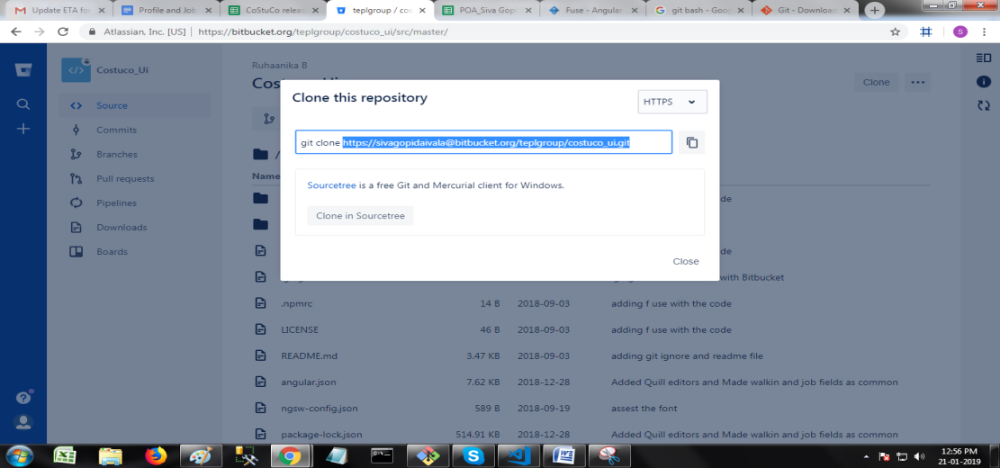 Update ETA fo
Profile and Job
CoStuCo releas
teplgroup / cos
POA_Siva Gopi
Fuse - Angular
git bash - Goo
Git - Download
Atlassian, Inc. [US] | https://bitbucket.org/teplgroup/costuco_ui/src/master/
S
Costuco_Ui
Source
Commits
Branches
Pull requests
Pipelines
Downloads
Boards
Ruhaanika B
Cos
Clone
Clone this repository
HTTPS
git clone https://sivagopidaivala@bitbucket.org/teplgroup/costuco_ui.git
Sourcetree is a free Git and Mercurial client for Windows.
Clone in Sourcetree
Close
/
Name
de
de
with Bitbucket
.npmrc 14 B 2018-09-03 adding f use with the code
LICENSE 46 B 2018-09-03 adding f use with the code
README.md 3.47 KB 2018-09-03 adding git ignore and readme file
angular.json 7.62 KB 2018-12-28 Added Quill editors and Made walkin and job fields as common
ngsw-config.json 589 B 2018-09-19 assest the font
package-lock.json 514.91 KB 2018-12-28 Added Quill editors and Made walkin and job fields as common
12:56 PM
21-01-2019